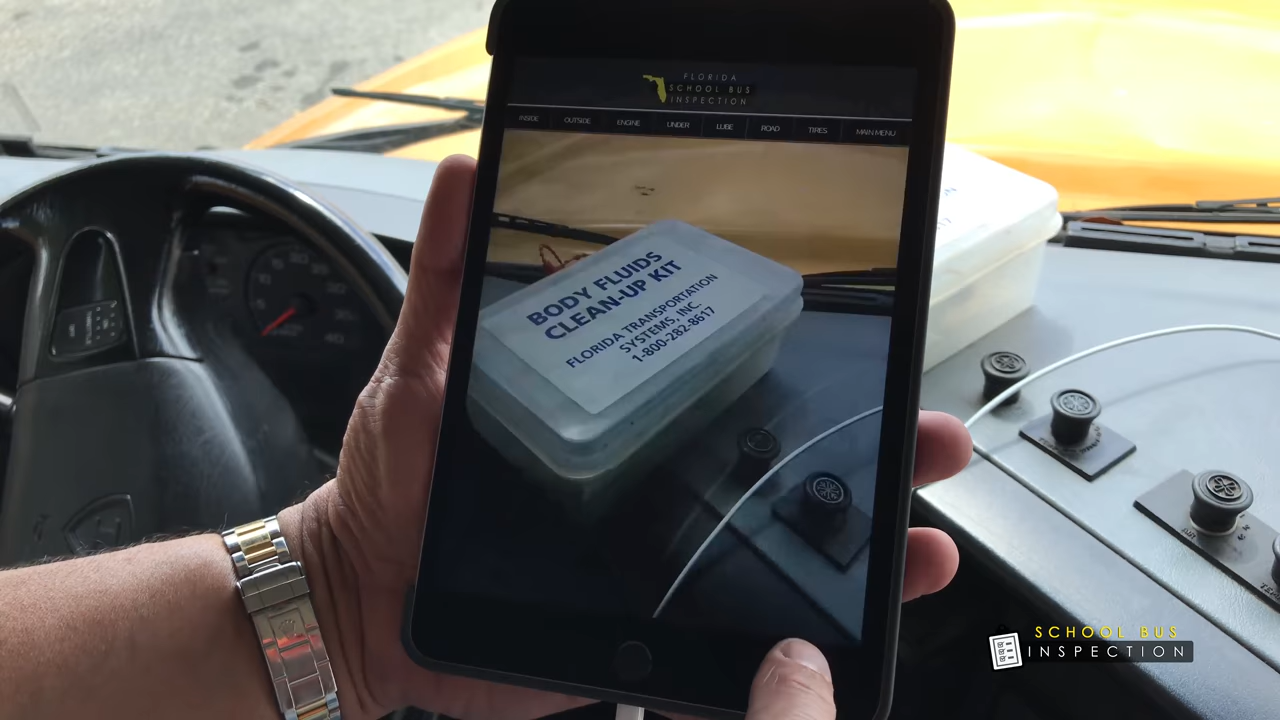 FLORIDA
SCHOOL BUS
INSPECTION
INSIDE
OUTSIDE
ENGINE
UNDER
LUBE
ROAD
TIRES
MAIN MENU
BODY FLUIDS
CLEAN-UP KIT
FLORIDA TRANSPORTATION
SYSTEMS, INC.
1-800-282-8617
SCHOOL BUS
INSPECTION